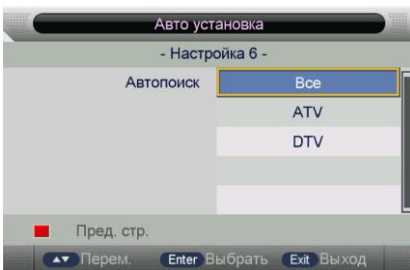 Авто установка
- Настройка 6 -
Автопоиск Все
ATV
DTV
Пред. стр.
Перем. Enter Выбрать Exit Выход